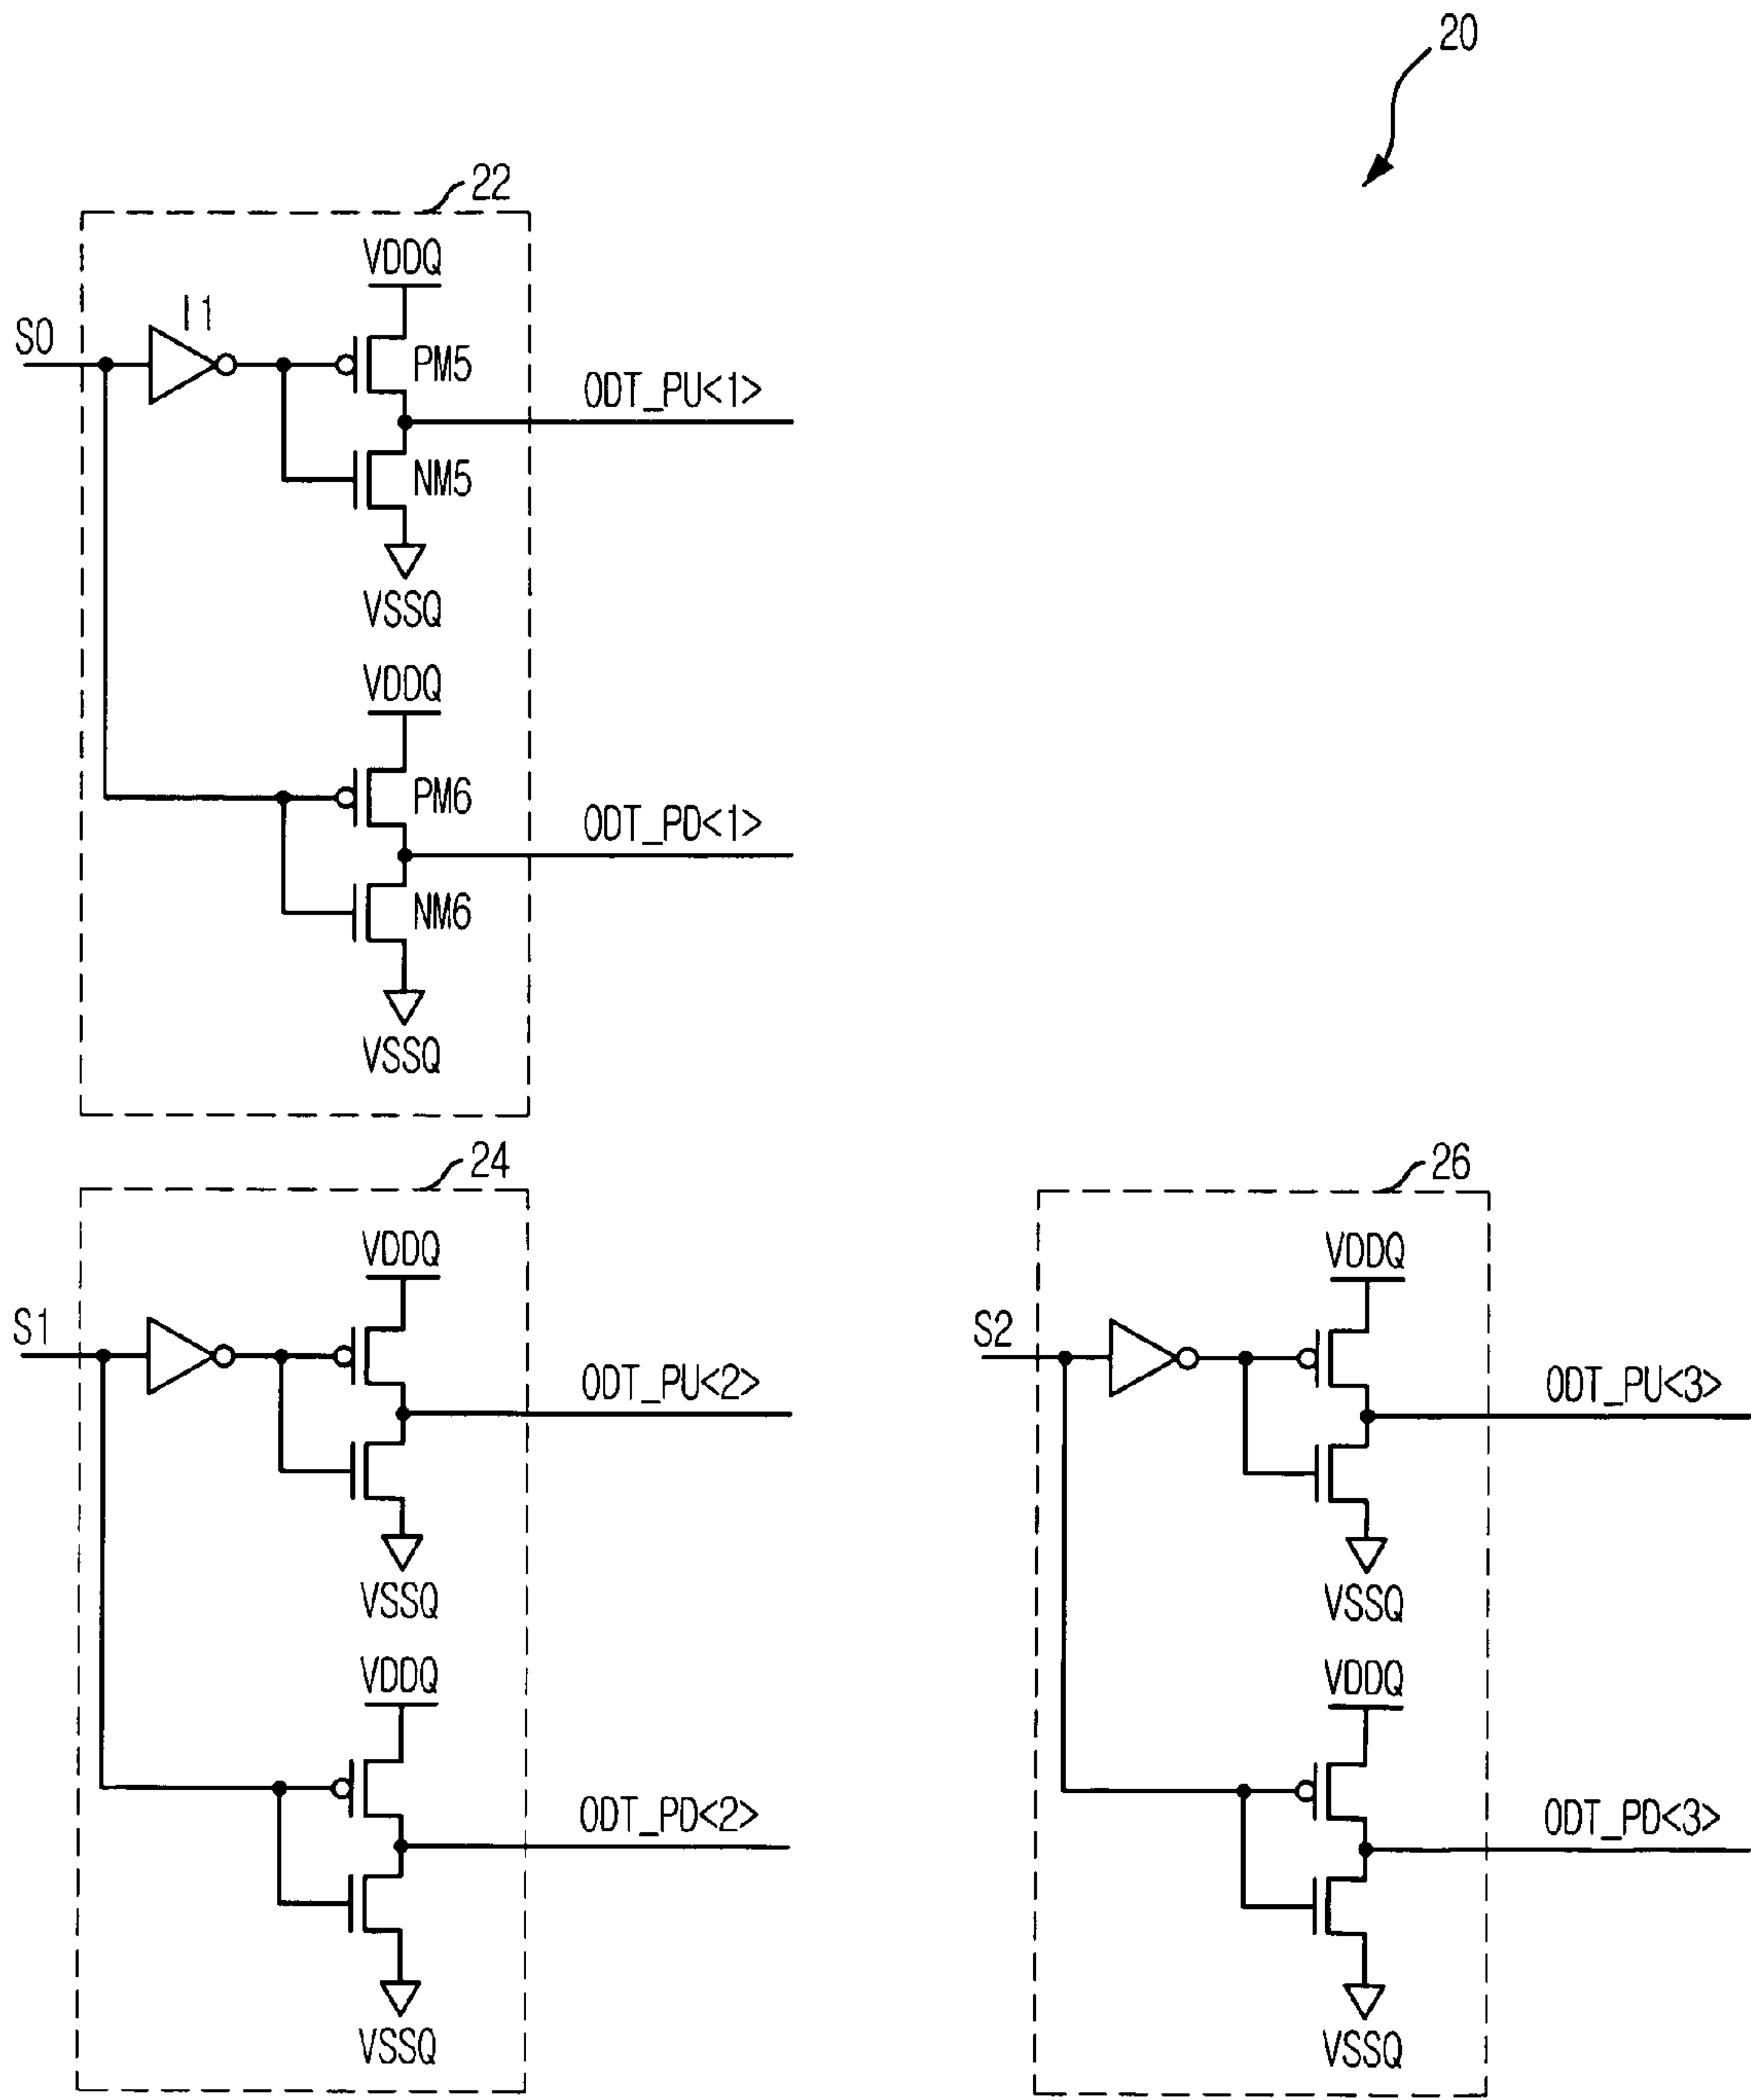 20
22
VDDQ
I1
S0
PM5
ODT_PU<1>
NM5
VSSQ
VDDQ
PM6
ODT_PD<1>
NM6
VSSQ
24
VDDQ
S1
ODT_PU<2>
VSSQ
VDDQ
ODT_PD<2>
VSSQ
26
VDDQ
S2
ODT_PU<3>
VSSQ
VDDQ
ODT_PD<3>
VSSQ